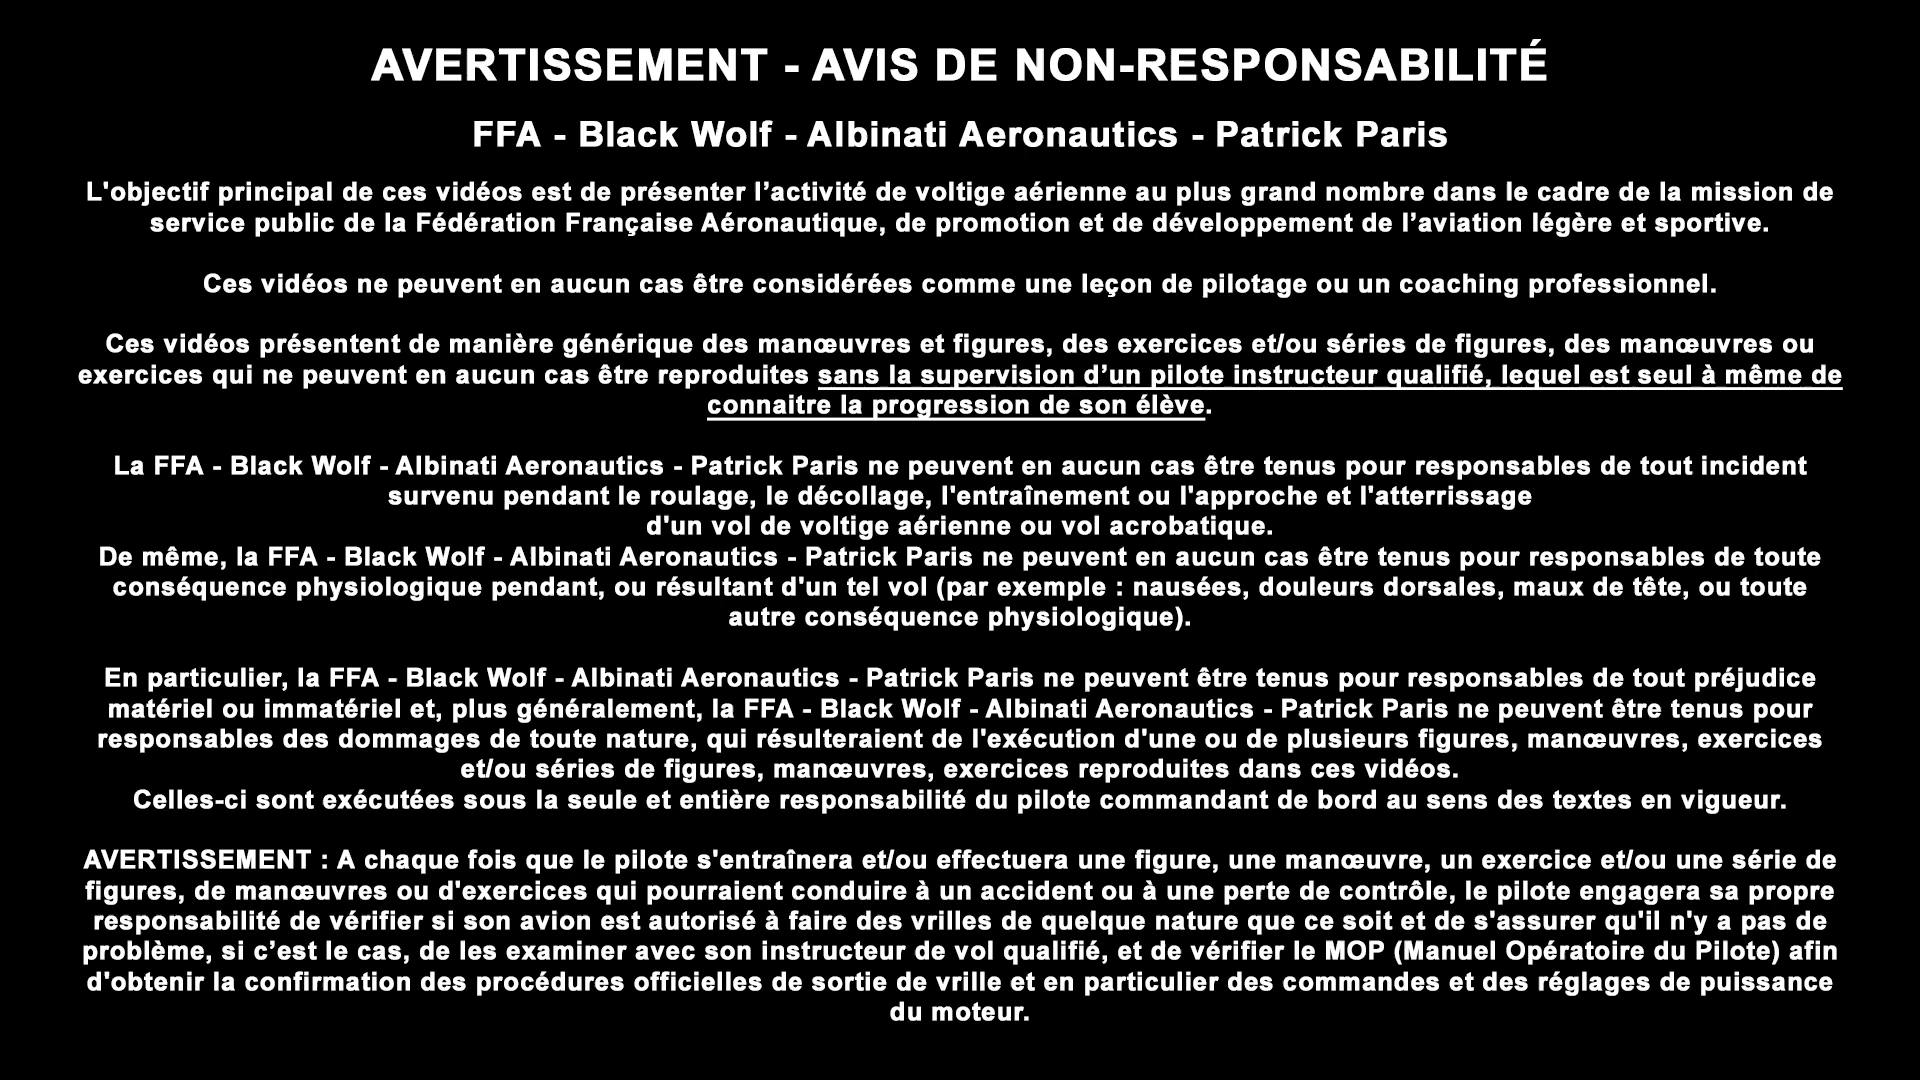 AVERTISSEMENT - AVIS DE NON-RESPONSABILITÉ
FFA - Black Wolf - Albinati Aeronautics - Patrick Paris
L'objectif principal de ces vidéos est de présenter l’activité de voltige aérienne au plus grand nombre dans le cadre de la mission de
service public de la Fédération Française Aéronautique, de promotion et de développement de l’aviation légère et sportive.
Ces vidéos ne peuvent en aucun cas être considérées comme une leçon de pilotage ou un coaching professionnel.
Ces vidéos présentent de manière générique des manœuvres et figures, des exercices et/ou séries de figures, des manœuvres ou
exercices qui ne peuvent en aucun cas être reproduites sans la supervision d’un pilote instructeur qualifié, lequel est seul à même de
connaitre la progression de son élève.
La FFA - Black Wolf - Albinati Aeronautics - Patrick Paris ne peuvent en aucun cas être tenus pour responsables de tout incident
survenu pendant le roulage, le décollage, l'entraînement ou l'approche et l'atterrissage
d'un vol de voltige aérienne ou vol acrobatique.
De même, la FFA - Black Wolf - Albinati Aeronautics - Patrick Paris ne peuvent en aucun cas être tenus pour responsables de toute
conséquence physiologique pendant, ou résultant d'un tel vol (par exemple : nausées, douleurs dorsales, maux de tête, ou toute
autre conséquence physiologique).
En particulier, la FFA - Black Wolf - Albinati Aeronautics - Patrick Paris ne peuvent être tenus pour responsables de tout préjudice
matériel ou immatériel et, plus généralement, la FFA - Black Wolf - Albinati Aeronautics - Patrick Paris ne peuvent être tenus pour
responsables des dommages de toute nature, qui résulteraient de l'exécution d'une ou de plusieurs figures, manœuvres, exercices
et/ou séries de figures, manœuvres, exercices reproduites dans ces vidéos.
Celles-ci sont exécutées sous la seule et entière responsabilité du pilote commandant de bord au sens des textes en vigueur.
AVERTISSEMENT : A chaque fois que le pilote s'entraînera et/ou effectuera une figure, une manœuvre, un exercice et/ou une série de
figures, de manœuvres ou d'exercices qui pourraient conduire à un accident ou à une perte de contrôle, le pilote engagera sa propre
responsabilité de vérifier si son avion est autorisé à faire des vrilles de quelque nature que ce soit et de s'assurer qu'il n'y a pas de
problème, si c’est le cas, de les examiner avec son instructeur de vol qualifié, et de vérifier le MOP (Manuel Opératoire du Pilote) afin
d'obtenir la confirmation des procédures officielles de sortie de vrille et en particulier des commandes et des réglages de puissance
du moteur.